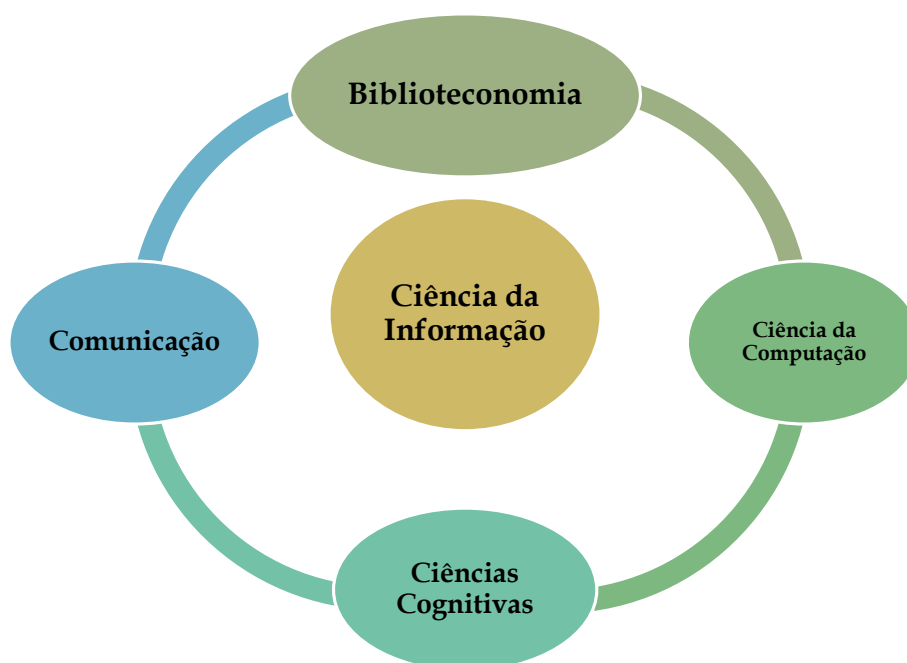 Biblioteconomia
Ciência da
Informação
Comunicação
Ciência da
Computação
Ciências
Cognitivas